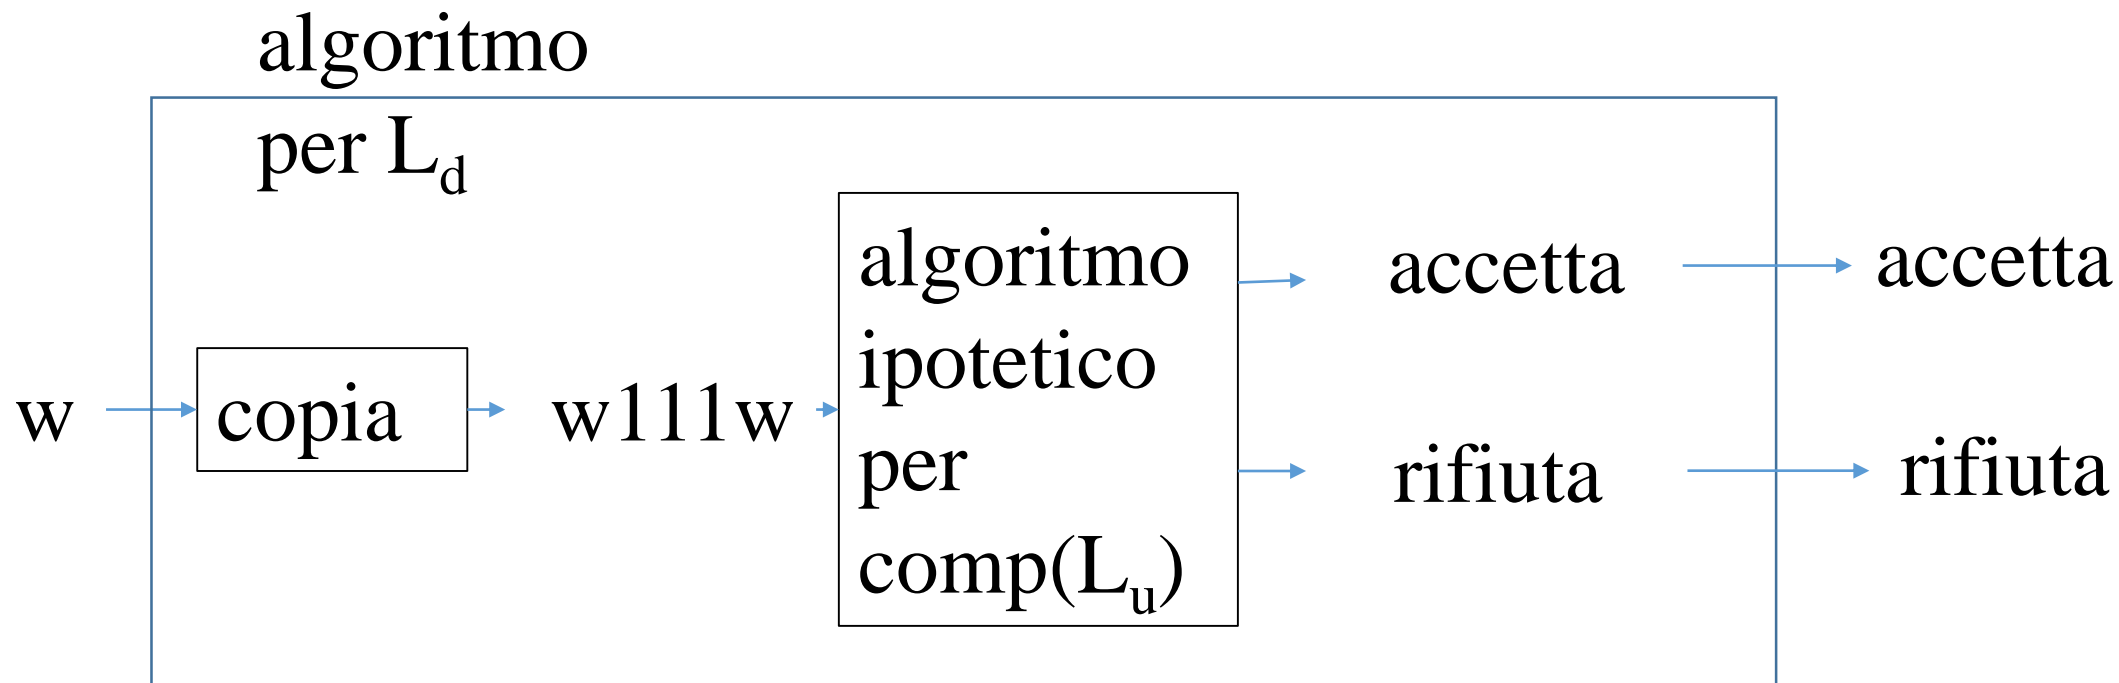 algoritmo
per L_d
w
copia
w111w
algoritmo
ipotetico
per
comp(L_u)
accetta
accetta
rifiuta
rifiuta